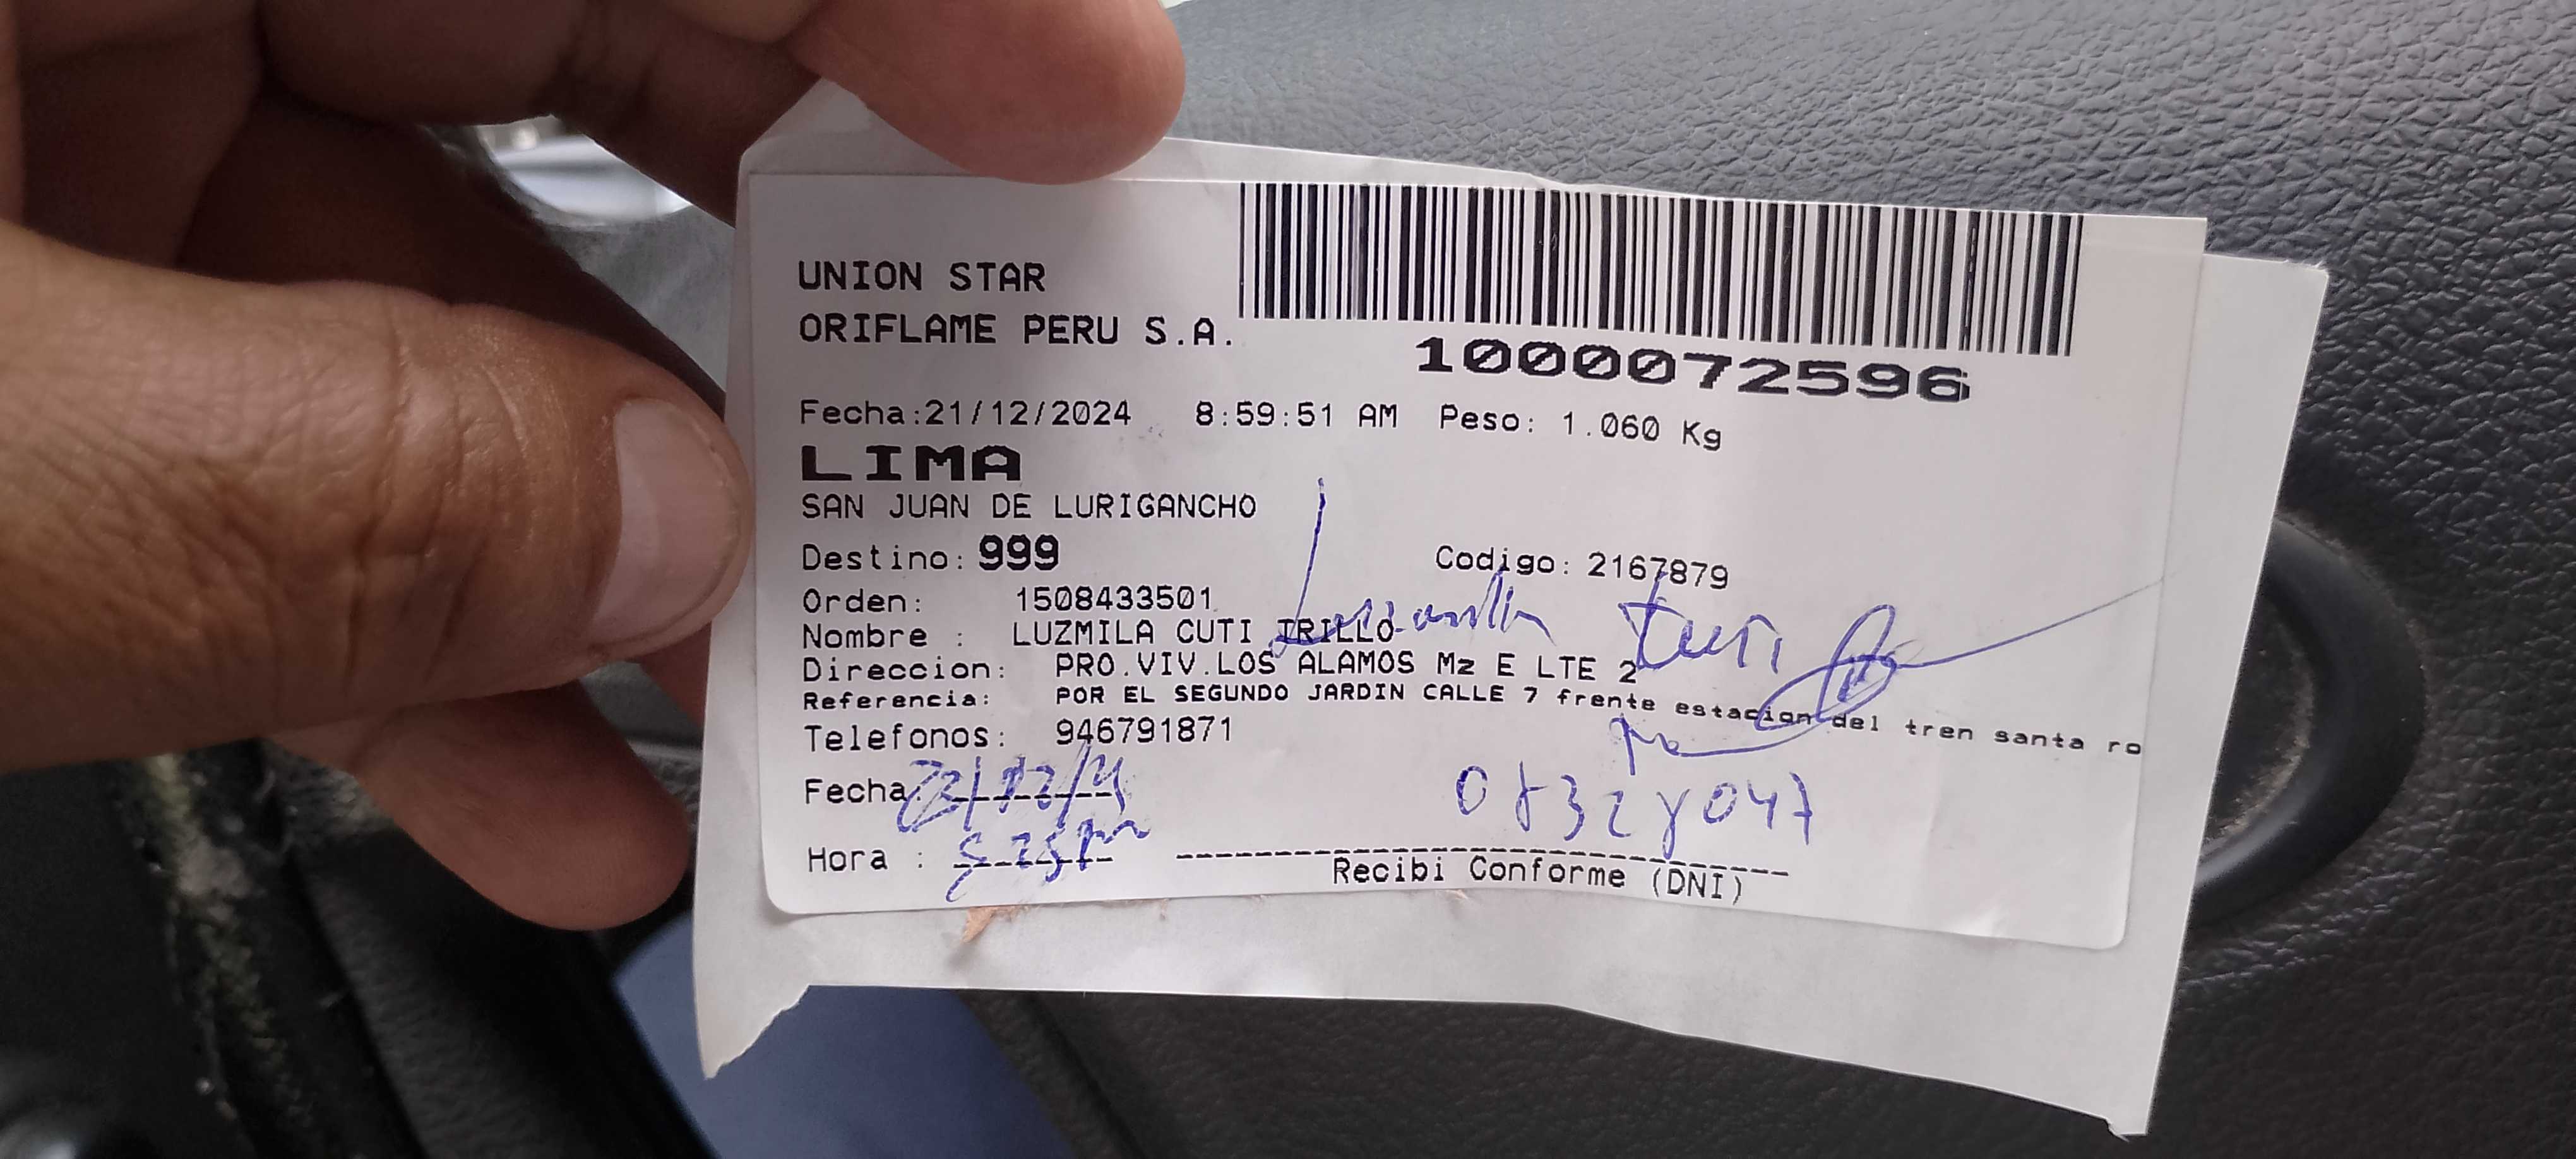 UNION STAR
ORIFLAME PERU S.A.
1000072596
Fecha:21/12/2024 8:59:51 AM Peso: 1.060 Kg
LIMA
SAN JUAN DE LURIGANCHO
Destino: 999 Codigo: 2167879
Orden: 1508433501
Nombre : LUZMILA CUTI TRILLO
Direccion: PRO.VIV.LOS ALAMOS Mz E LTE 2
Referencia: POR EL SEGUNDO JARDIN CALLE 7 frente estacion del tren santa ro
Telefonos: 946791871
Fecha:
Hora :
Recibi Conforme (DNI)